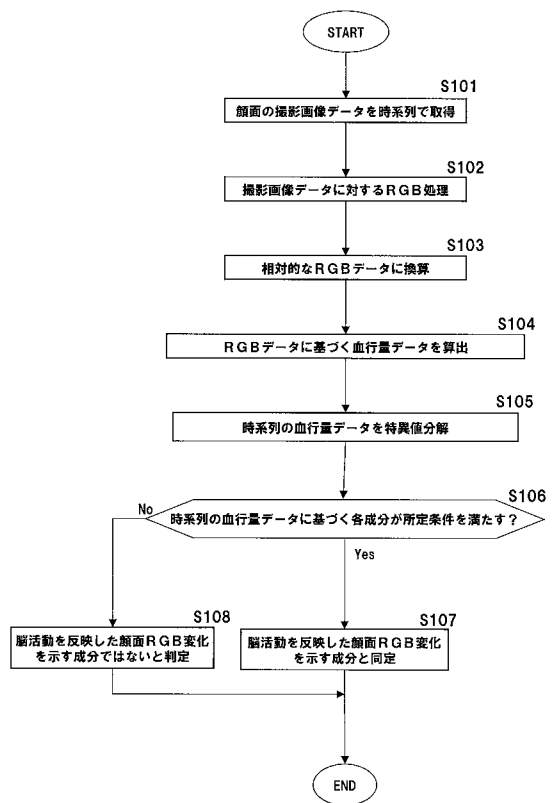 START
S101
顔面の撮影画像データを時系列で取得
S102
撮影画像データに対するRGB処理
S103
相対的なRGBデータに換算
S104
RGBデータに基づく血行量データを算出
S105
時系列の血行量データを特異値分解
S106
時系列の血行量データに基づく各成分が所定条件を満たす?
No
Yes
S108
脳活動を反映した顔面RGB変化
を示す成分ではないと判定
S107
脳活動を反映した顔面RGB変化
を示す成分と同定
END